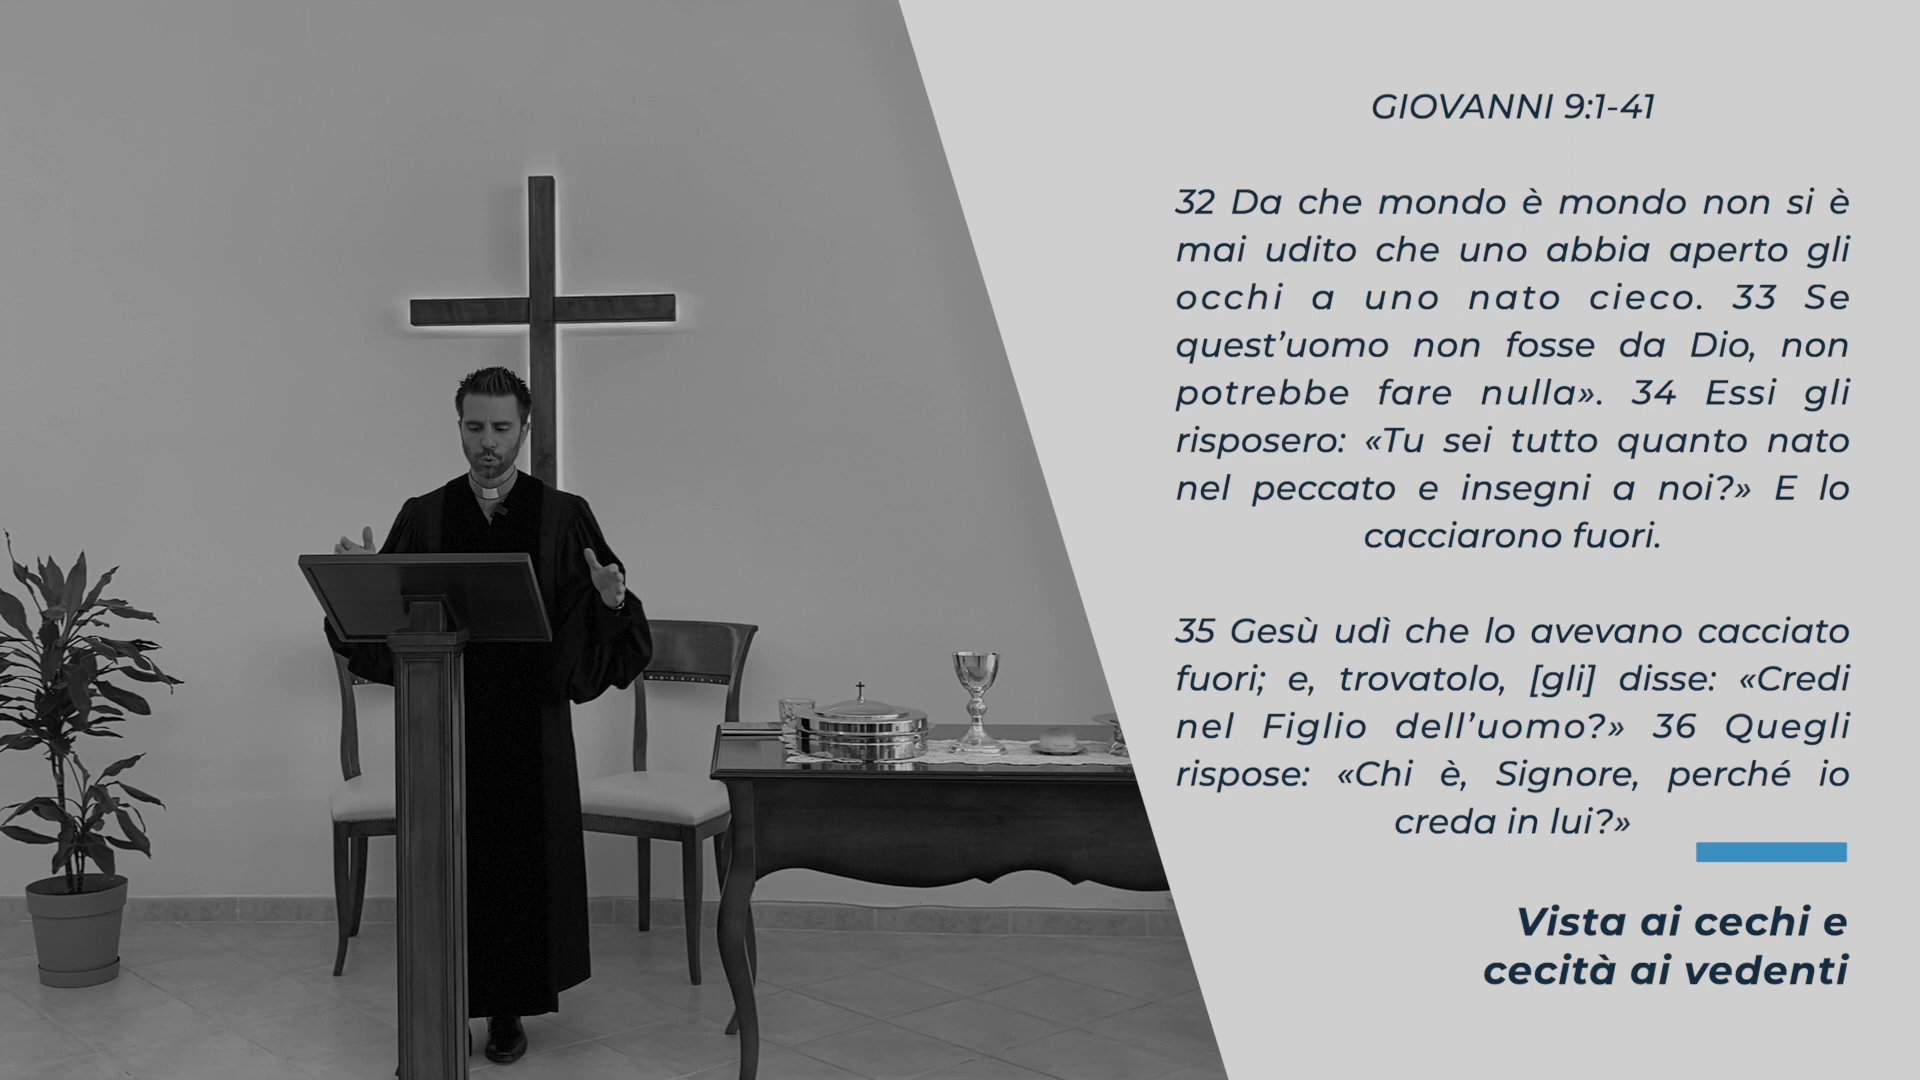 GIOVANNI 9:1-41
32 Da che mondo è mondo non si è
mai udito che uno abbia aperto gli
occhi a uno nato cieco. 33 Se
quest’uomo non fosse da Dio, non
potrebbe fare nulla». 34 Essi gli
risposero: «Tu sei tutto quanto nato
nel peccato e insegni a noi?» E lo
cacciarono fuori.
35 Gesù udì che lo avevano cacciato
fuori; e, trovatolo, [gli] disse: «Credi
nel Figlio dell’uomo?» 36 Quegli
rispose: «Chi è, Signore, perché io
creda in lui?»
Vista ai cechi e
cecità ai vedenti